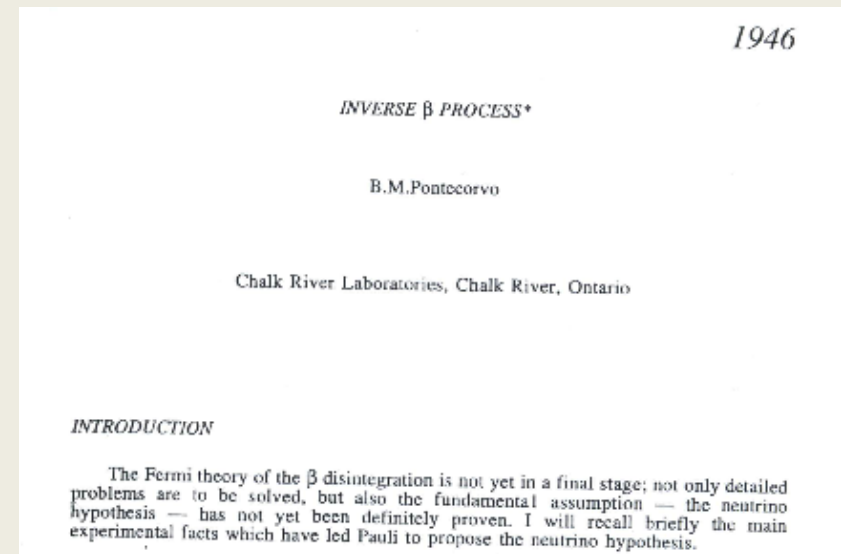 1946
INVERSE β PROCESS*
B.M.Pontecorvo
Chalk River Laboratories, Chalk River, Ontario
INTRODUCTION
The Fermi theory of the β disintegration is not yet in a final stage; not only detailed
problems are to be solved, but also the fundamental assumption — the neutrino
hypothesis — has not yet been definitely proven. I will recall briefly the main
experimental facts which have led Pauli to propose the neutrino hypothesis.